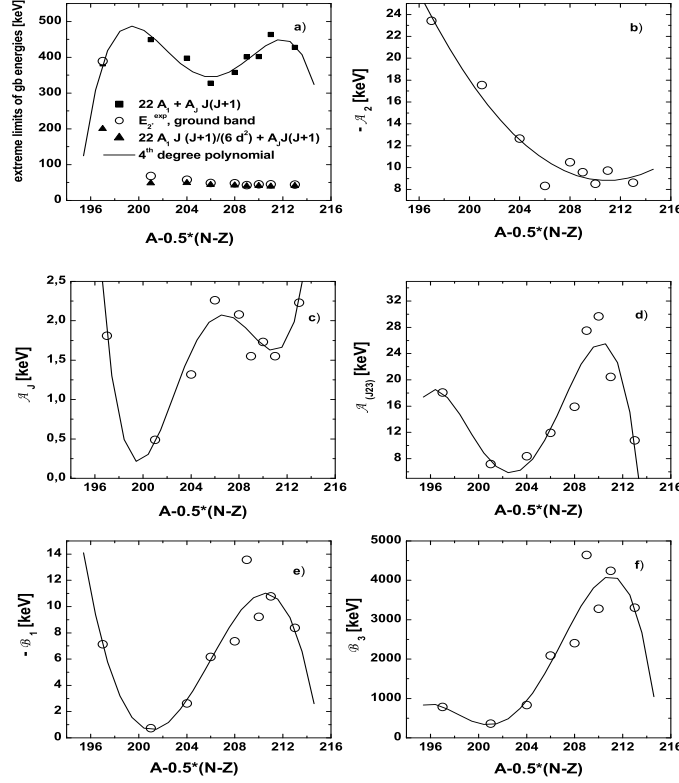 extreme limits of gb energies [keV]
500
400
300
200
100
0
a)
22 A₁ + A_J J(J+1)
E₂⁺^exp, ground band
22 A₁ J (J+1)/(6 d²) + A_J J(J+1)
4th degree polynomial
196 200 204 208 212 216
A-0.5*(N-Z)
- 𝒜₂ [keV]
24
22
20
18
16
14
12
10
8
b)
196 200 204 208 212 216
A-0.5*(N-Z)
𝒜_J [keV]
2,5
2,0
1,5
1,0
0,5
0,0
c)
196 200 204 208 212 216
A-0.5*(N-Z)
𝒜_(J23) [keV]
32
28
24
20
16
12
8
d)
196 200 204 208 212 216
A-0.5*(N-Z)
- ℬ₁ [keV]
14
12
10
8
6
4
2
0
e)
196 200 204 208 212 216
A-0.5*(N-Z)
ℬ₃ [keV]
5000
4000
3000
2000
1000
0
f)
196 200 204 208 212 216
A-0.5*(N-Z)